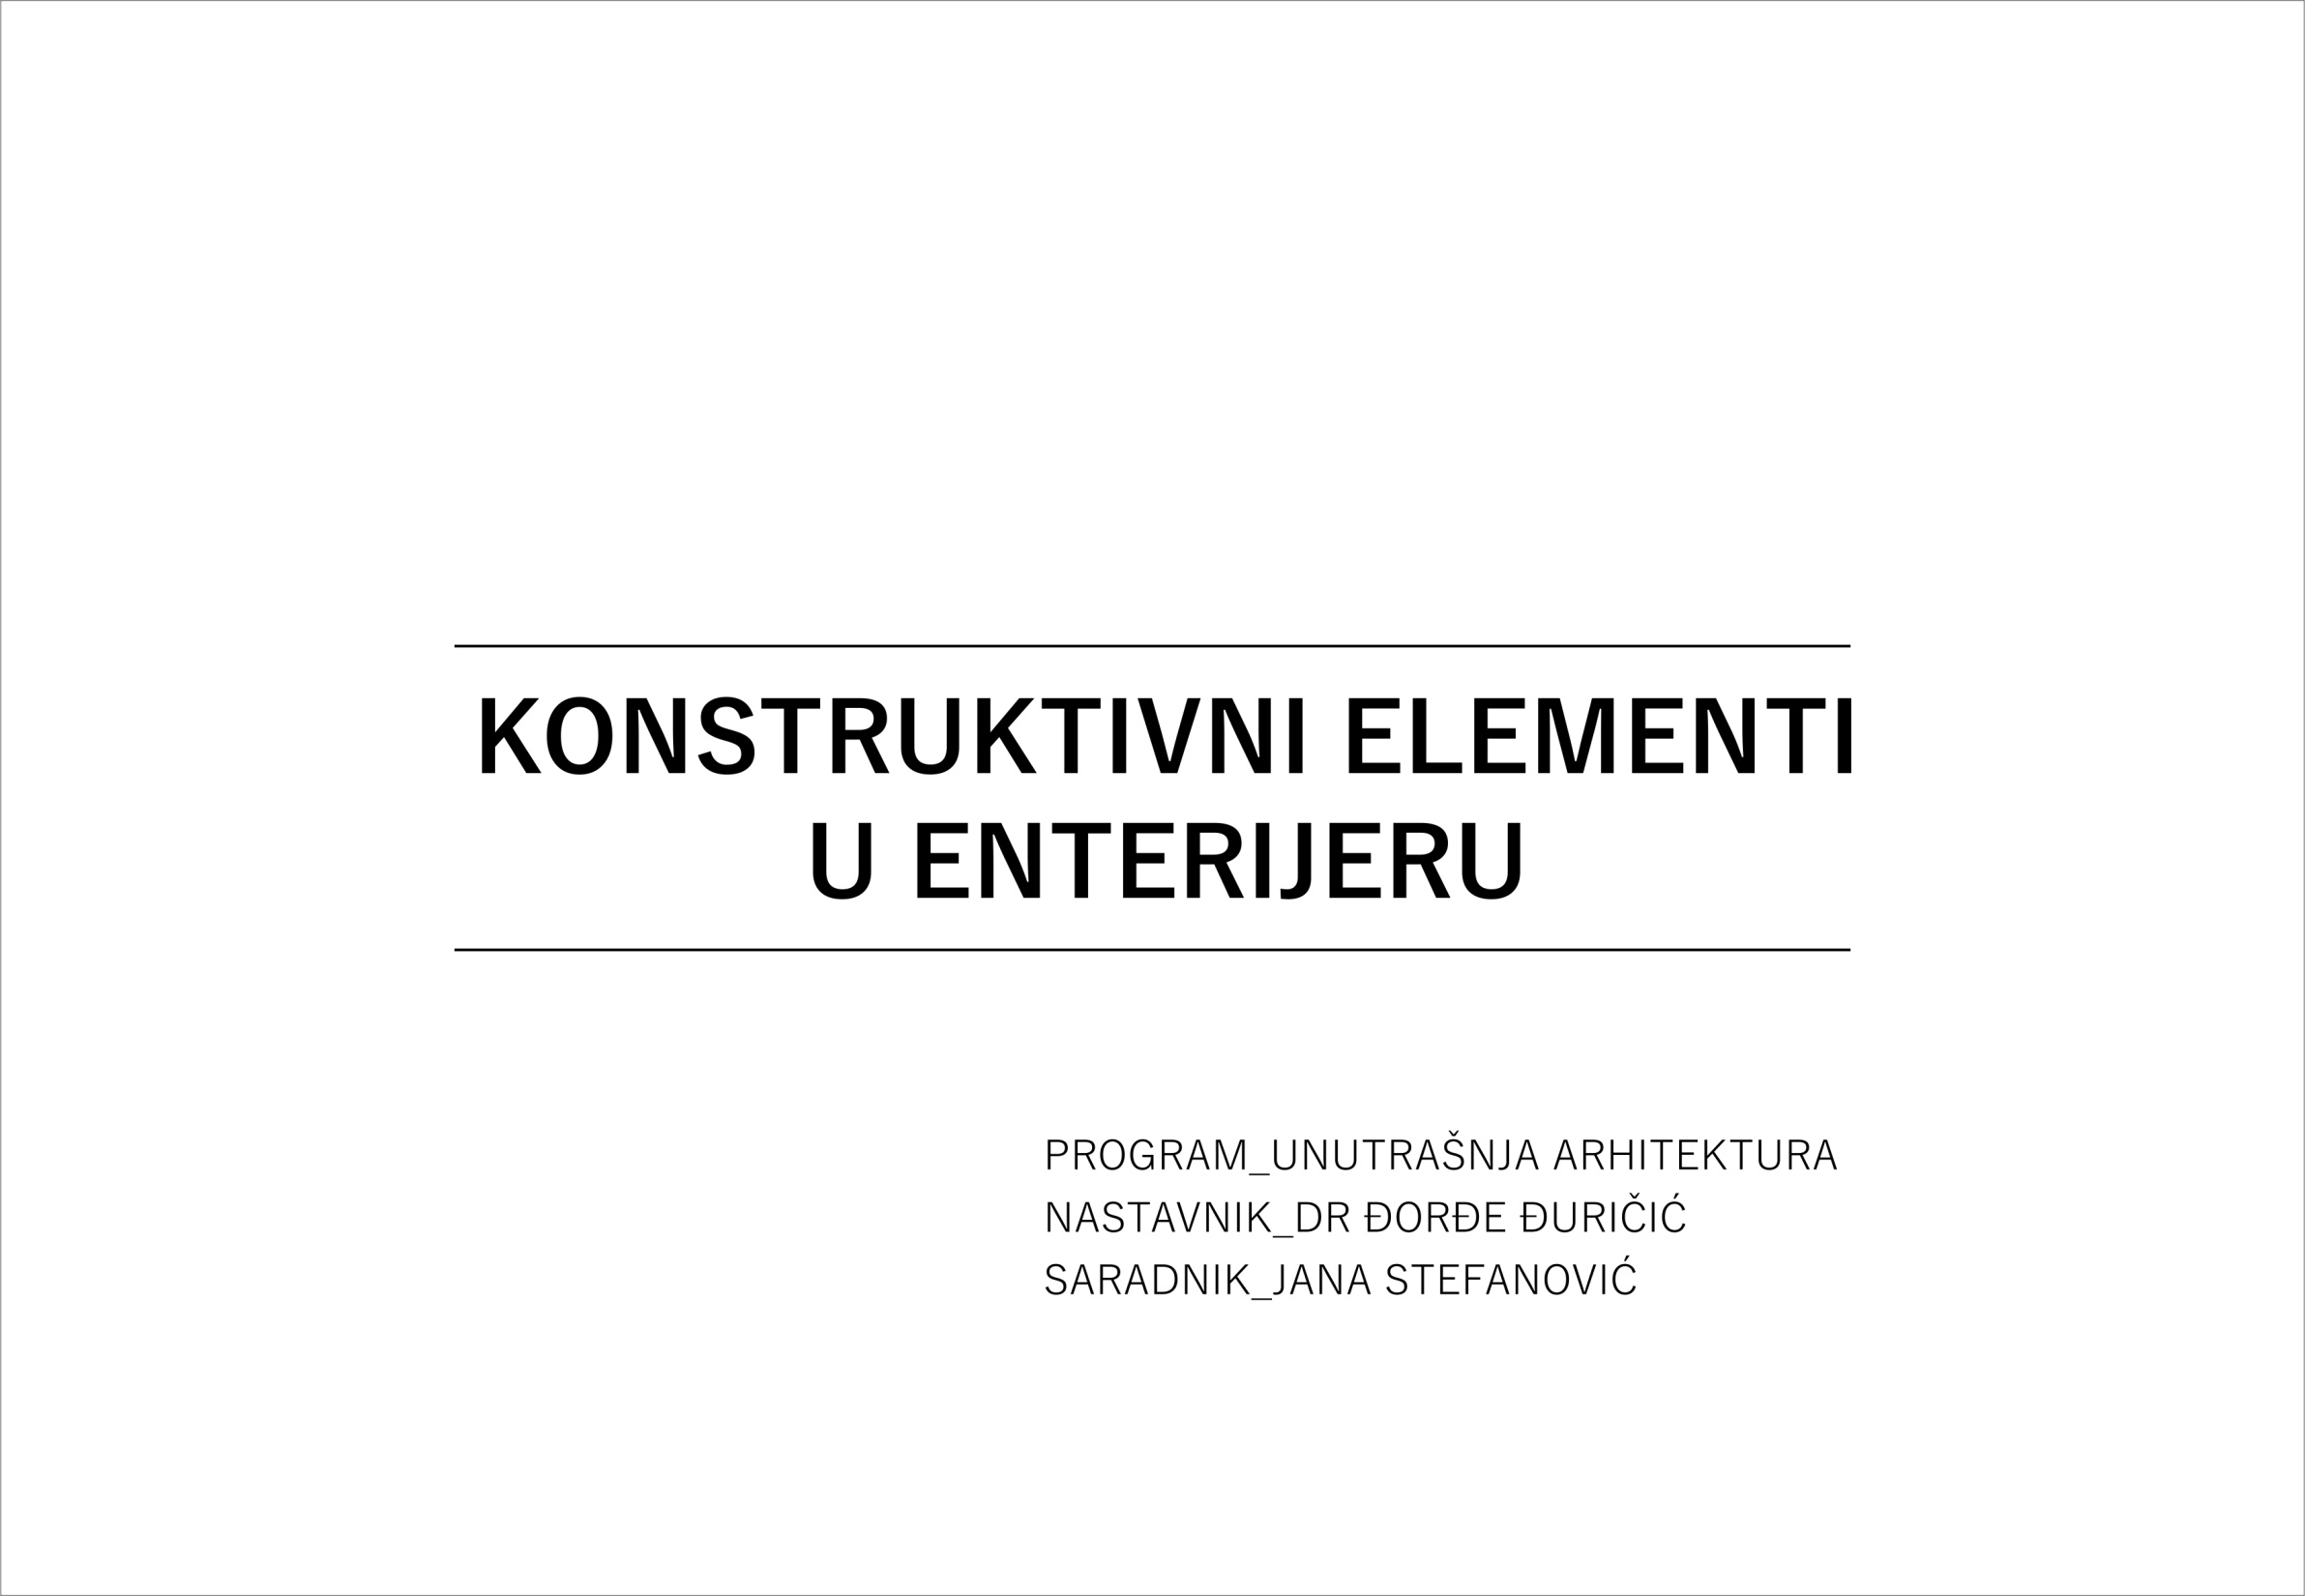 KONSTRUKTIVNI ELEMENTI
U ENTERIJERU
PROGRAM_UNUTRAŠNJA ARHITEKTURA
NASTAVNIK_DR ĐORĐE ĐURIČIĆ
SARADNIK_JANA STEFANOVIĆ